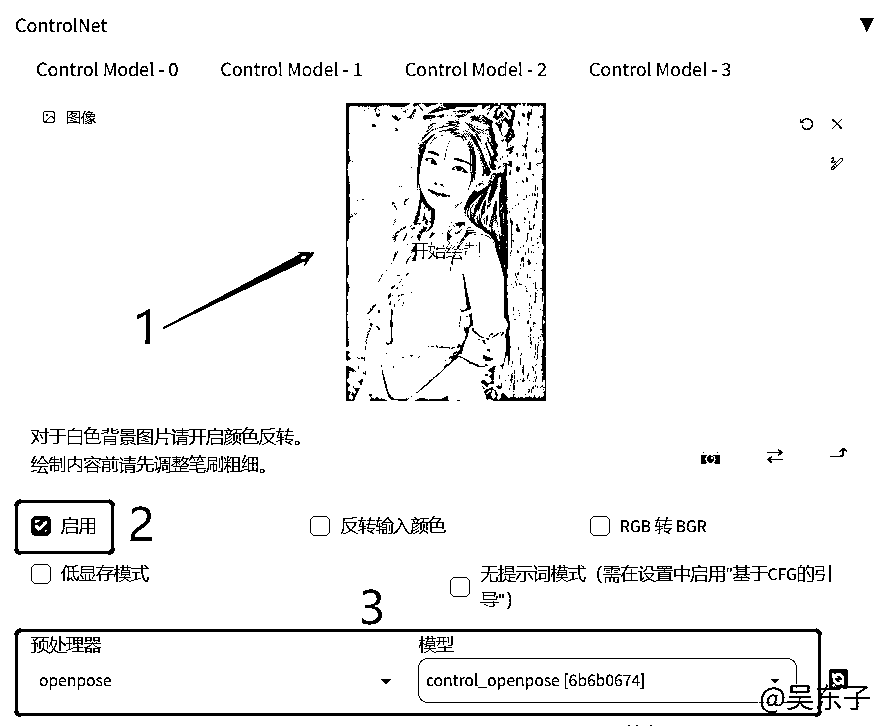 ControlNet
Control Model - 0
Control Model - 1
Control Model - 2
Control Model - 3
图像
开始绘制
1
对于白色背景图片请开启颜色反转。
绘制内容前请先调整笔刷粗细。
启用
2
反转输入颜色
RGB 转 BGR
低显存模式
无提示词模式（需在设置中启用"基于CFG的引
导"）
3
预处理器
模型
openpose
control_openpose [6b6b0674]
@吴东子